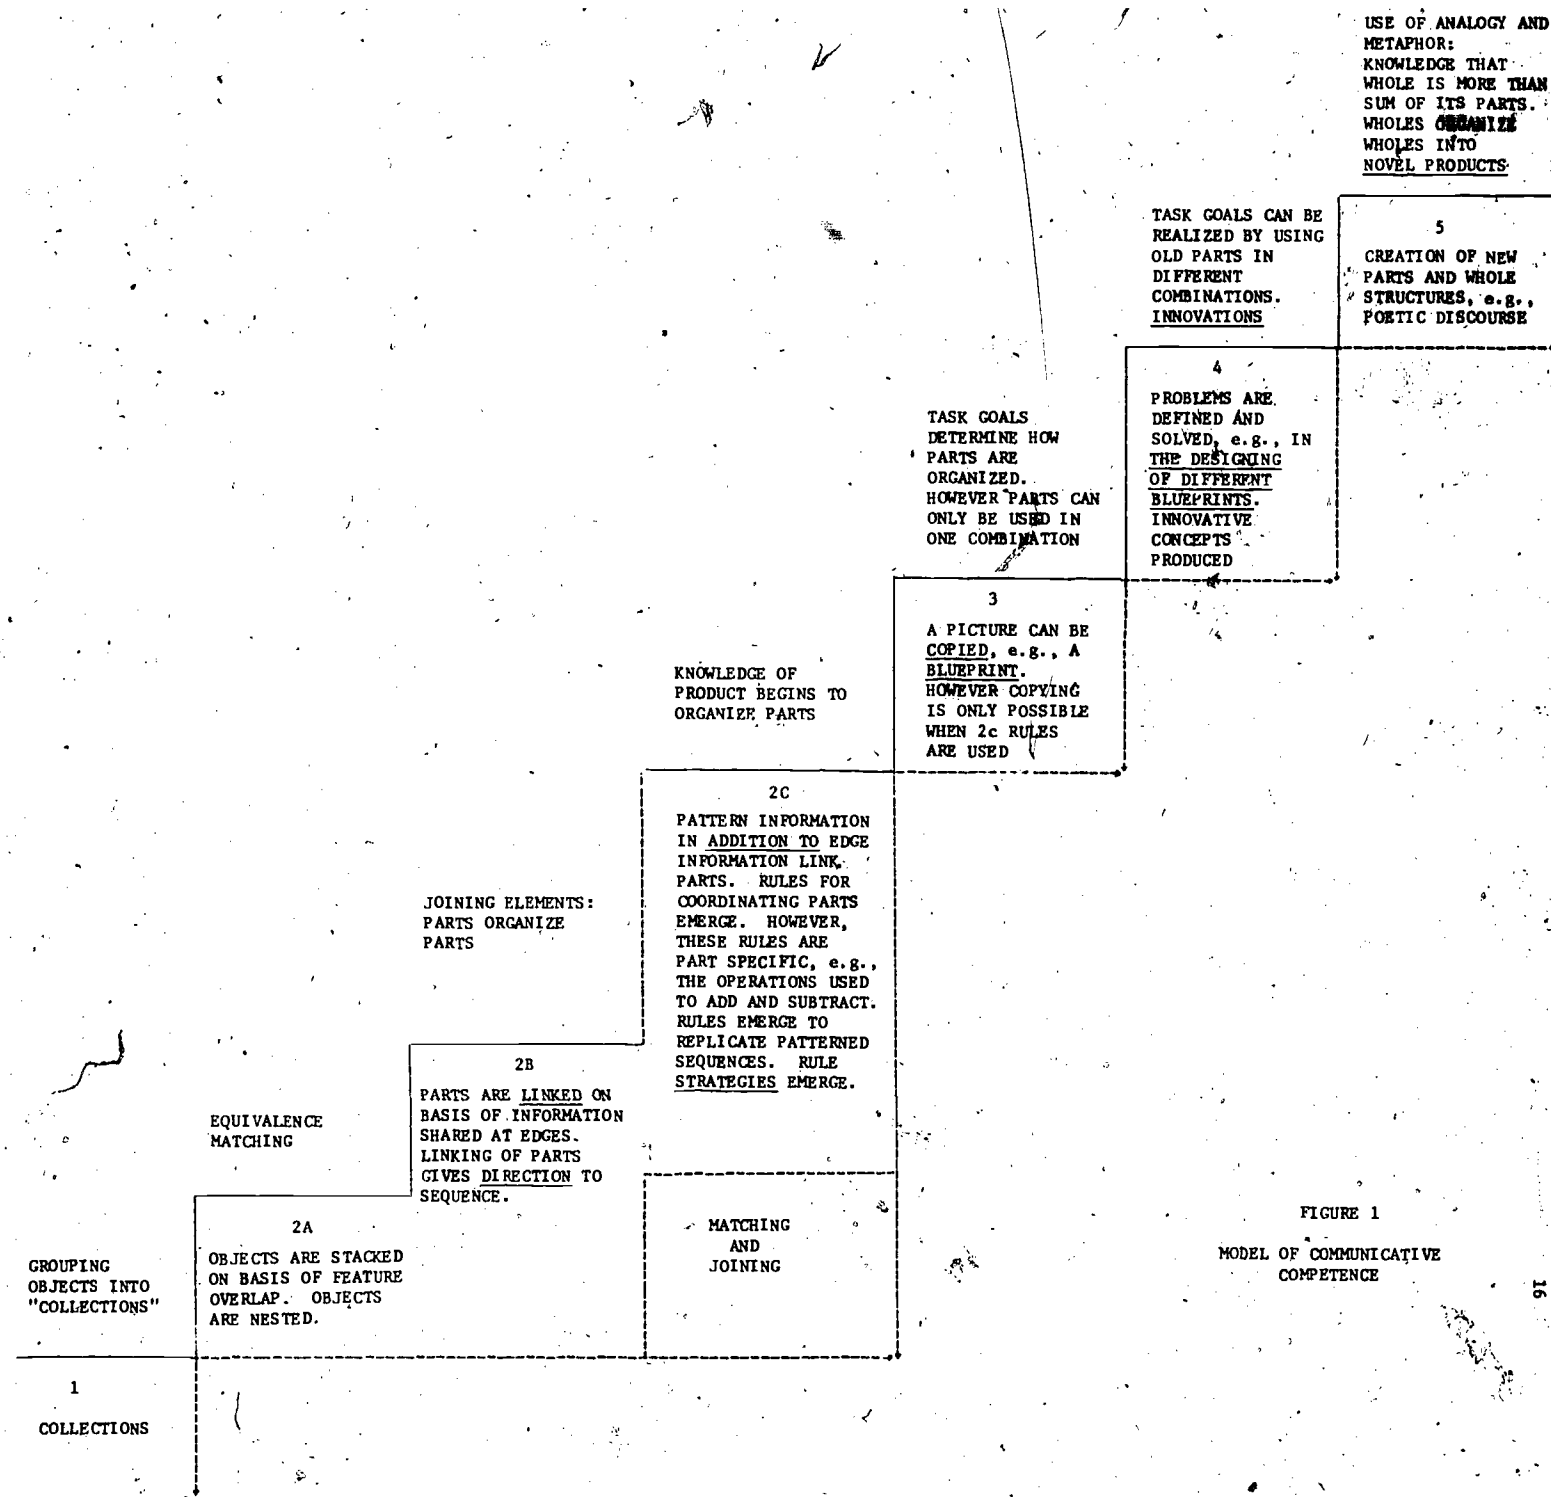 USE OF ANALOGY AND
METAPHOR:
KNOWLEDGE THAT
WHOLE IS MORE THAN
SUM OF ITS PARTS.
WHOLES ORGANIZE
WHOLES INTO
NOVEL PRODUCTS
TASK GOALS CAN BE
REALIZED BY USING
OLD PARTS IN
DIFFERENT
COMBINATIONS.
INNOVATIONS
5
CREATION OF NEW
PARTS AND WHOLE
STRUCTURES, e.g.,
POETIC DISCOURSE
TASK GOALS
DETERMINE HOW
PARTS ARE
ORGANIZED.
HOWEVER PARTS CAN
ONLY BE USED IN
ONE COMBINATION
4
PROBLEMS ARE
DEFINED AND
SOLVED, e.g., IN
THE DESIGNING
OF DIFFERENT
BLUEPRINTS.
INNOVATIVE
CONCEPTS
PRODUCED
KNOWLEDGE OF
PRODUCT BEGINS TO
ORGANIZE PARTS
3
A PICTURE CAN BE
COPIED, e.g., A
BLUEPRINT.
HOWEVER COPYING
IS ONLY POSSIBLE
WHEN 2c RULES
ARE USED
JOINING ELEMENTS:
PARTS ORGANIZE
PARTS
2C
PATTERN INFORMATION
IN ADDITION TO EDGE
INFORMATION LINK
PARTS. RULES FOR
COORDINATING PARTS
EMERGE. HOWEVER,
THESE RULES ARE
PART SPECIFIC, e.g.,
THE OPERATIONS USED
TO ADD AND SUBTRACT.
RULES EMERGE TO
REPLICATE PATTERNED
SEQUENCES. RULE
STRATEGIES EMERGE.
EQUIVALENCE
MATCHING
2B
PARTS ARE LINKED ON
BASIS OF INFORMATION
SHARED AT EDGES.
LINKING OF PARTS
GIVES DIRECTION TO
SEQUENCE.
MATCHING
AND
JOINING
GROUPING
OBJECTS INTO
"COLLECTIONS"
2A
OBJECTS ARE STACKED
ON BASIS OF FEATURE
OVERLAP. OBJECTS
ARE NESTED.
1
COLLECTIONS
FIGURE 1
MODEL OF COMMUNICATIVE
COMPETENCE
16